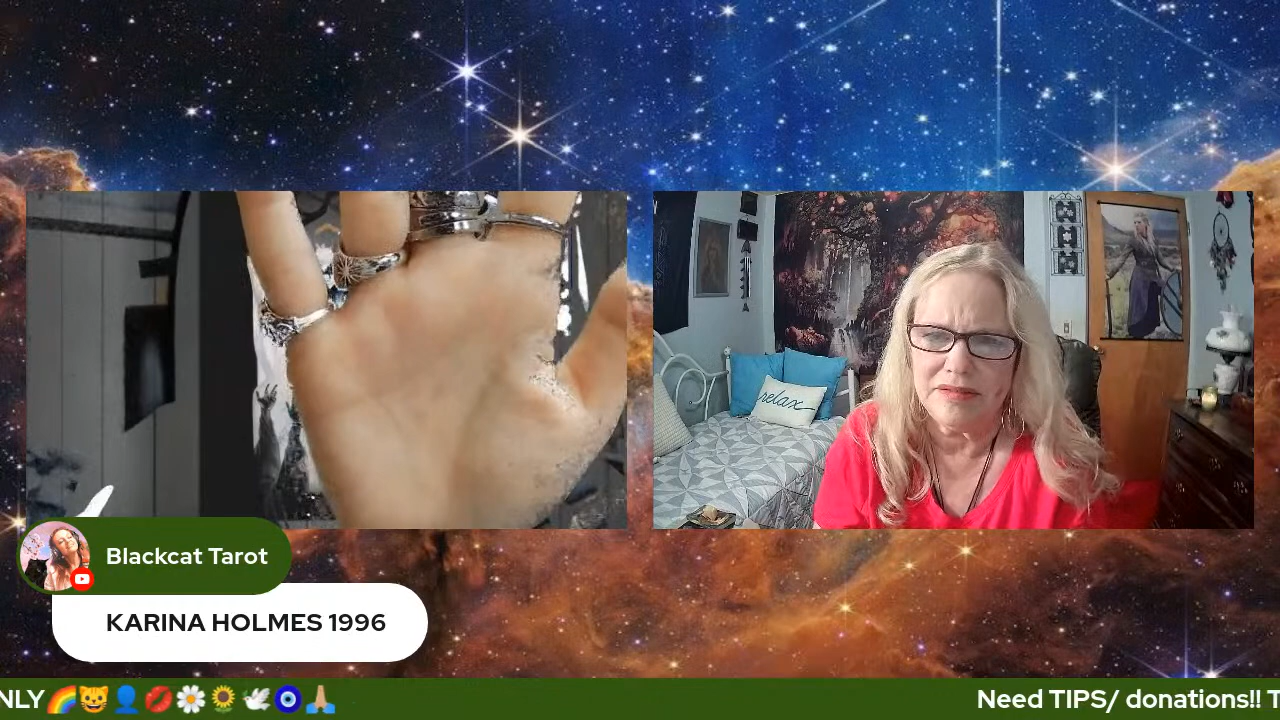 relax
Blackcat Tarot
KARINA HOLMES 1996
NLY🌈😺👤💋🌼🌻🕊️🧿🙏🏼 Need TIPS/ donations!! T